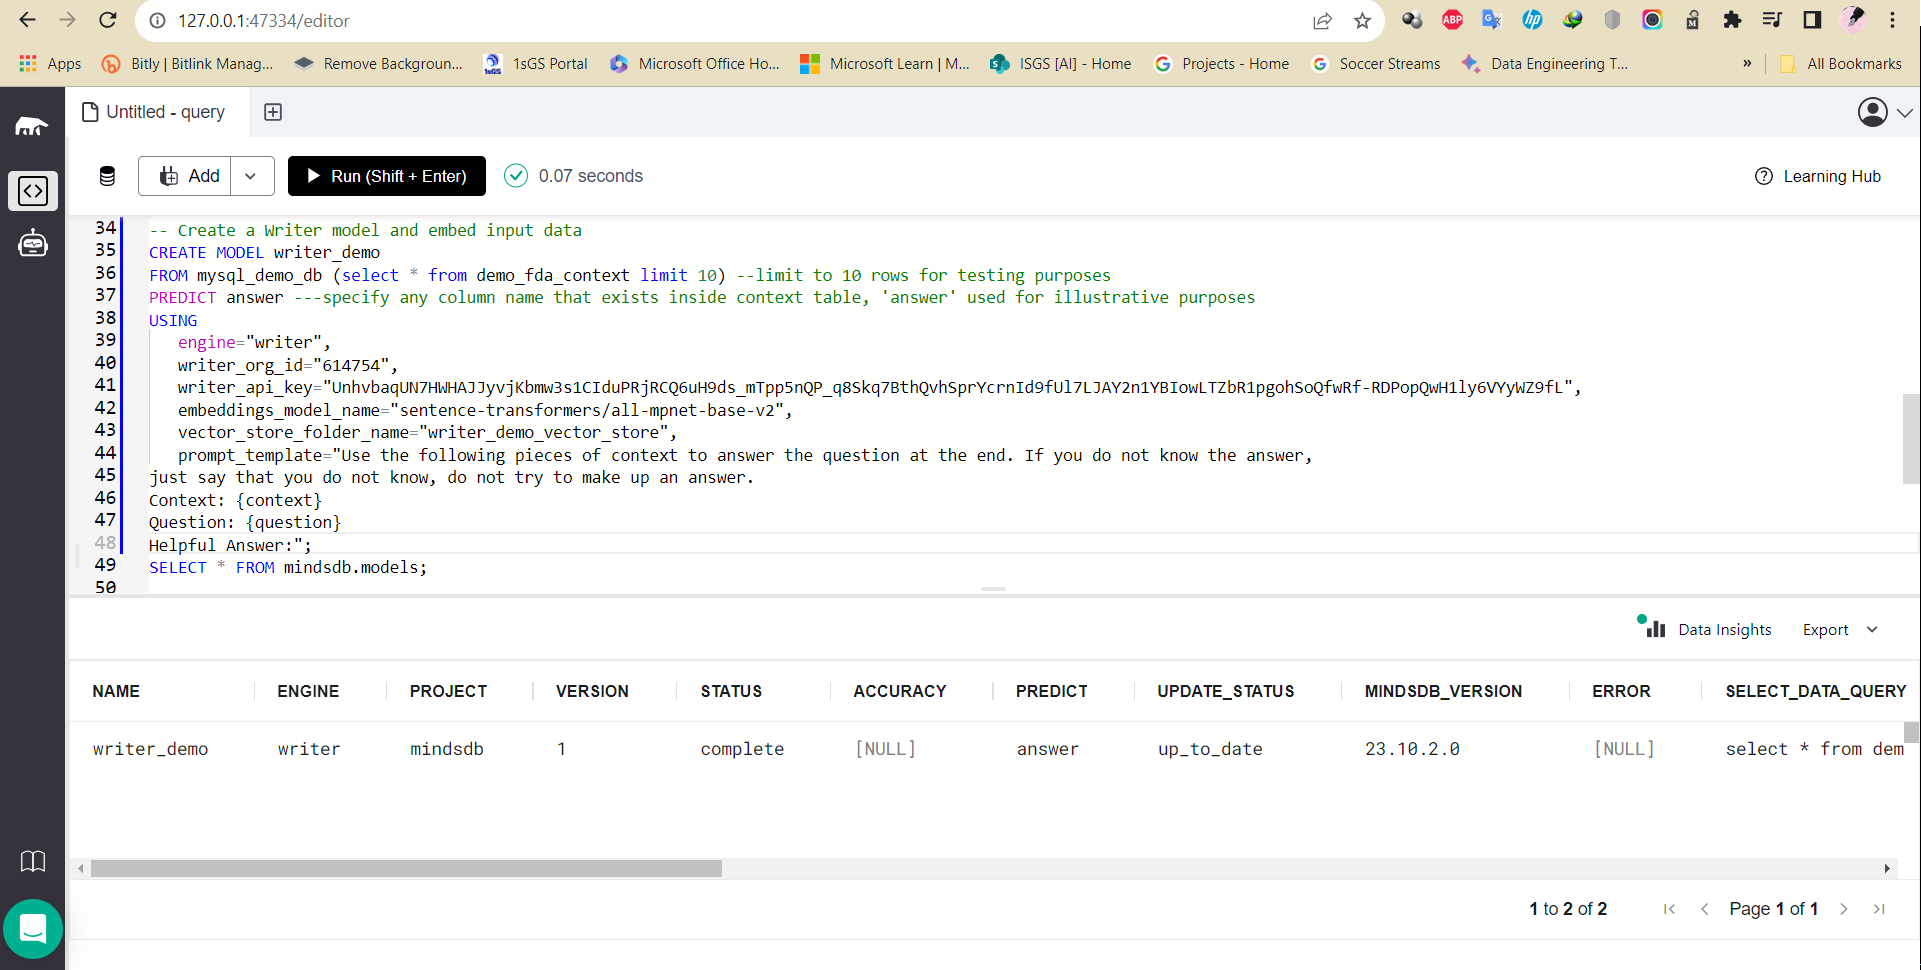 127.0.0.1:47334/editor
Apps
Bitly | Bitlink Manag...
Remove Backgroun...
1sGS Portal
Microsoft Office Ho...
Microsoft Learn | M...
ISGS [AI] - Home
Projects - Home
Soccer Streams
Data Engineering T...
»
All Bookmarks
Untitled - query
Add
Run (Shift + Enter)
0.07 seconds
Learning Hub
34 -- Create a Writer model and embed input data
35 CREATE MODEL writer_demo
36 FROM mysql_demo_db (select * from demo_fda_context limit 10) --limit to 10 rows for testing purposes
37 PREDICT answer ---specify any column name that exists inside context table, 'answer' used for illustrative purposes
38 USING
39 engine="writer",
40 writer_org_id="614754",
41 writer_api_key="UnhvbaqUN7HWHAJJyvjKbmw3s1CIduPRjRCQ6uH9ds_mTpp5nQP_q8Skq7BthQvhSprYcrnId9fUl7LJAY2n1YBIowLTZbR1pgohSoQfwRf-RDPopQwH1ly6VYyWZ9fL",
42 embeddings_model_name="sentence-transformers/all-mpnet-base-v2",
43 vector_store_folder_name="writer_demo_vector_store",
44 prompt_template="Use the following pieces of context to answer the question at the end. If you do not know the answer,
45 just say that you do not know, do not try to make up an answer.
46 Context: {context}
47 Question: {question}
48 Helpful Answer:";
49 SELECT * FROM mindsdb.models;
50
Data Insights
Export
NAME ENGINE PROJECT VERSION STATUS ACCURACY PREDICT UPDATE_STATUS MINDSDB_VERSION ERROR SELECT_DATA_QUERY
writer_demo writer mindsdb 1 complete [NULL] answer up_to_date 23.10.2.0 [NULL] select * from dem
1 to 2 of 2
Page 1 of 1